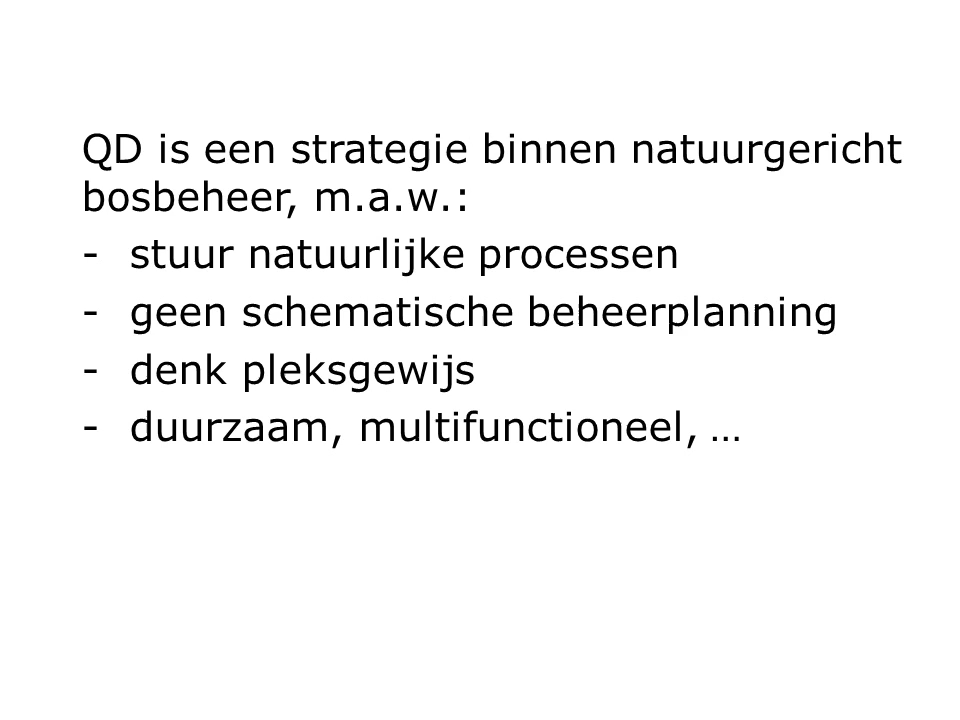 QD is een strategie binnen natuurgericht
bosbeheer, m.a.w.:
- stuur natuurlijke processen
- geen schematische beheerplanning
- denk pleksgewijs
- duurzaam, multifunctioneel, …